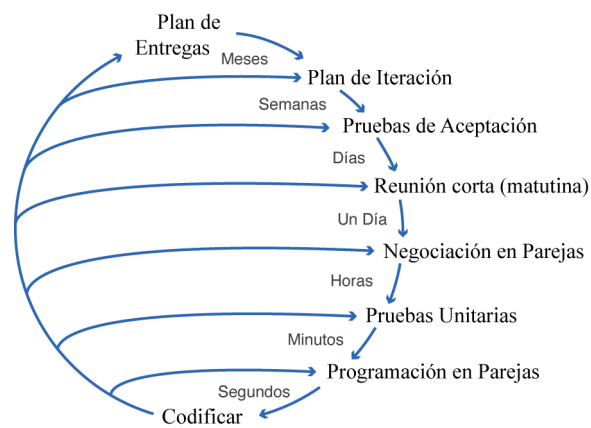 Plan de
Entregas
Meses
Plan de Iteración
Semanas
Pruebas de Aceptación
Días
Reunión corta (matutina)
Un Día
Negociación en Parejas
Horas
Pruebas Unitarias
Minutos
Programación en Parejas
Segundos
Codificar